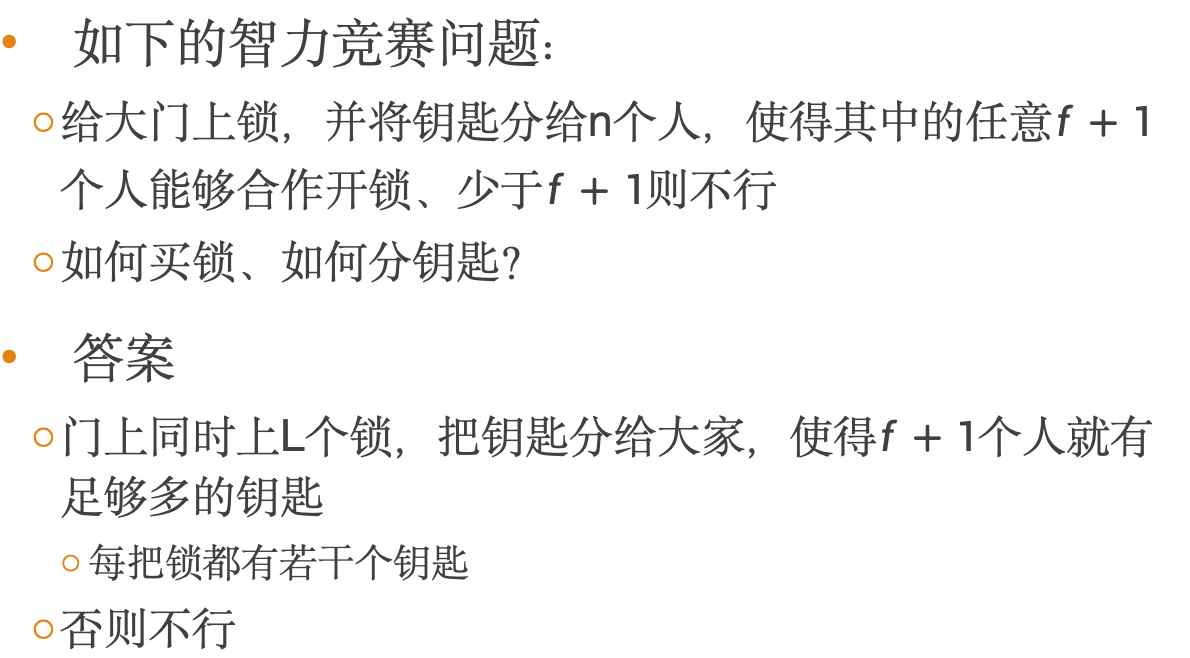 • 如下的智力竞赛问题:
○给大门上锁，并将钥匙分给n个人，使得其中的任意f + 1
个人能够合作开锁、少于f + 1则不行
○如何买锁、如何分钥匙？
• 答案
○门上同时上L个锁，把钥匙分给大家，使得f + 1个人就有
足够多的钥匙
○每把锁都有若干个钥匙
○否则不行